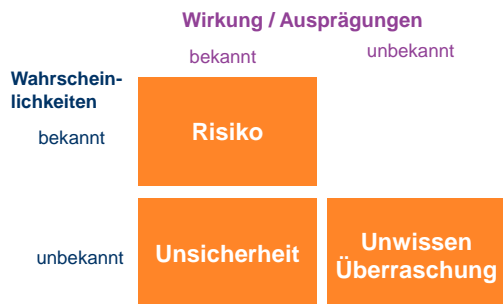 Wirkung / Ausprägungen
bekannt
unbekannt
Wahrschein-
lichkeiten
bekannt
Risiko
unbekannt
Unsicherheit
Unwissen
Überraschung